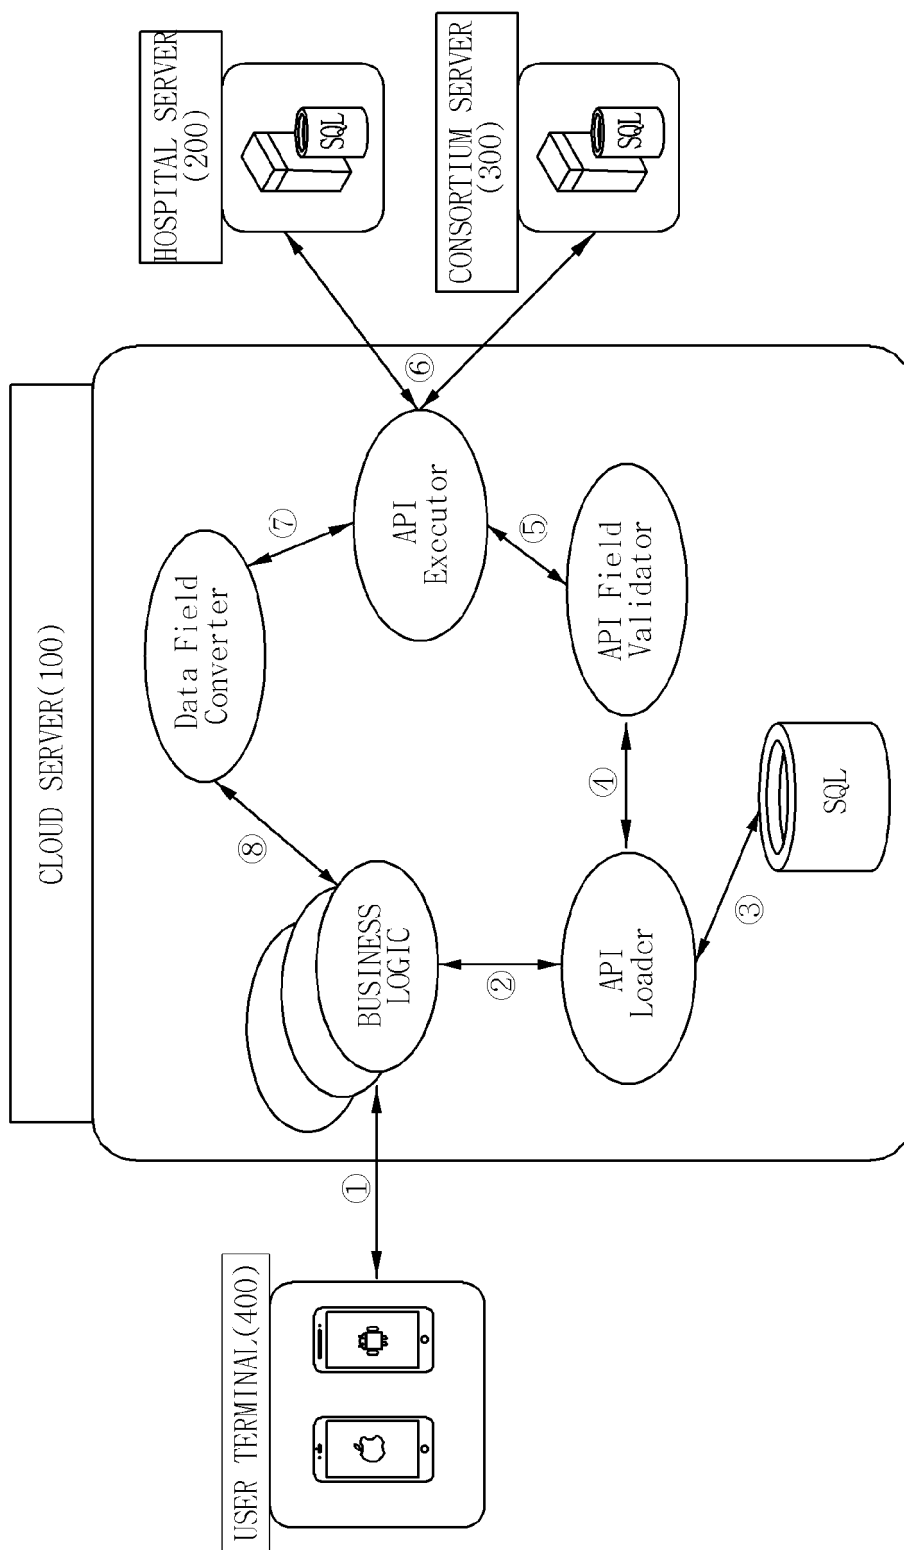 CLOUD SERVER(100)
HOSPITAL SERVER
(200)
SQL
CONSORTIUM SERVER
(300)
SQL
USER TERMINAL(400)
①
BUSINESS
LOGIC
⑧
Data Field
Converter
⑦
API
Executor
⑥
②
⑤
API
Loader
④
API Field
Validator
③
SQL